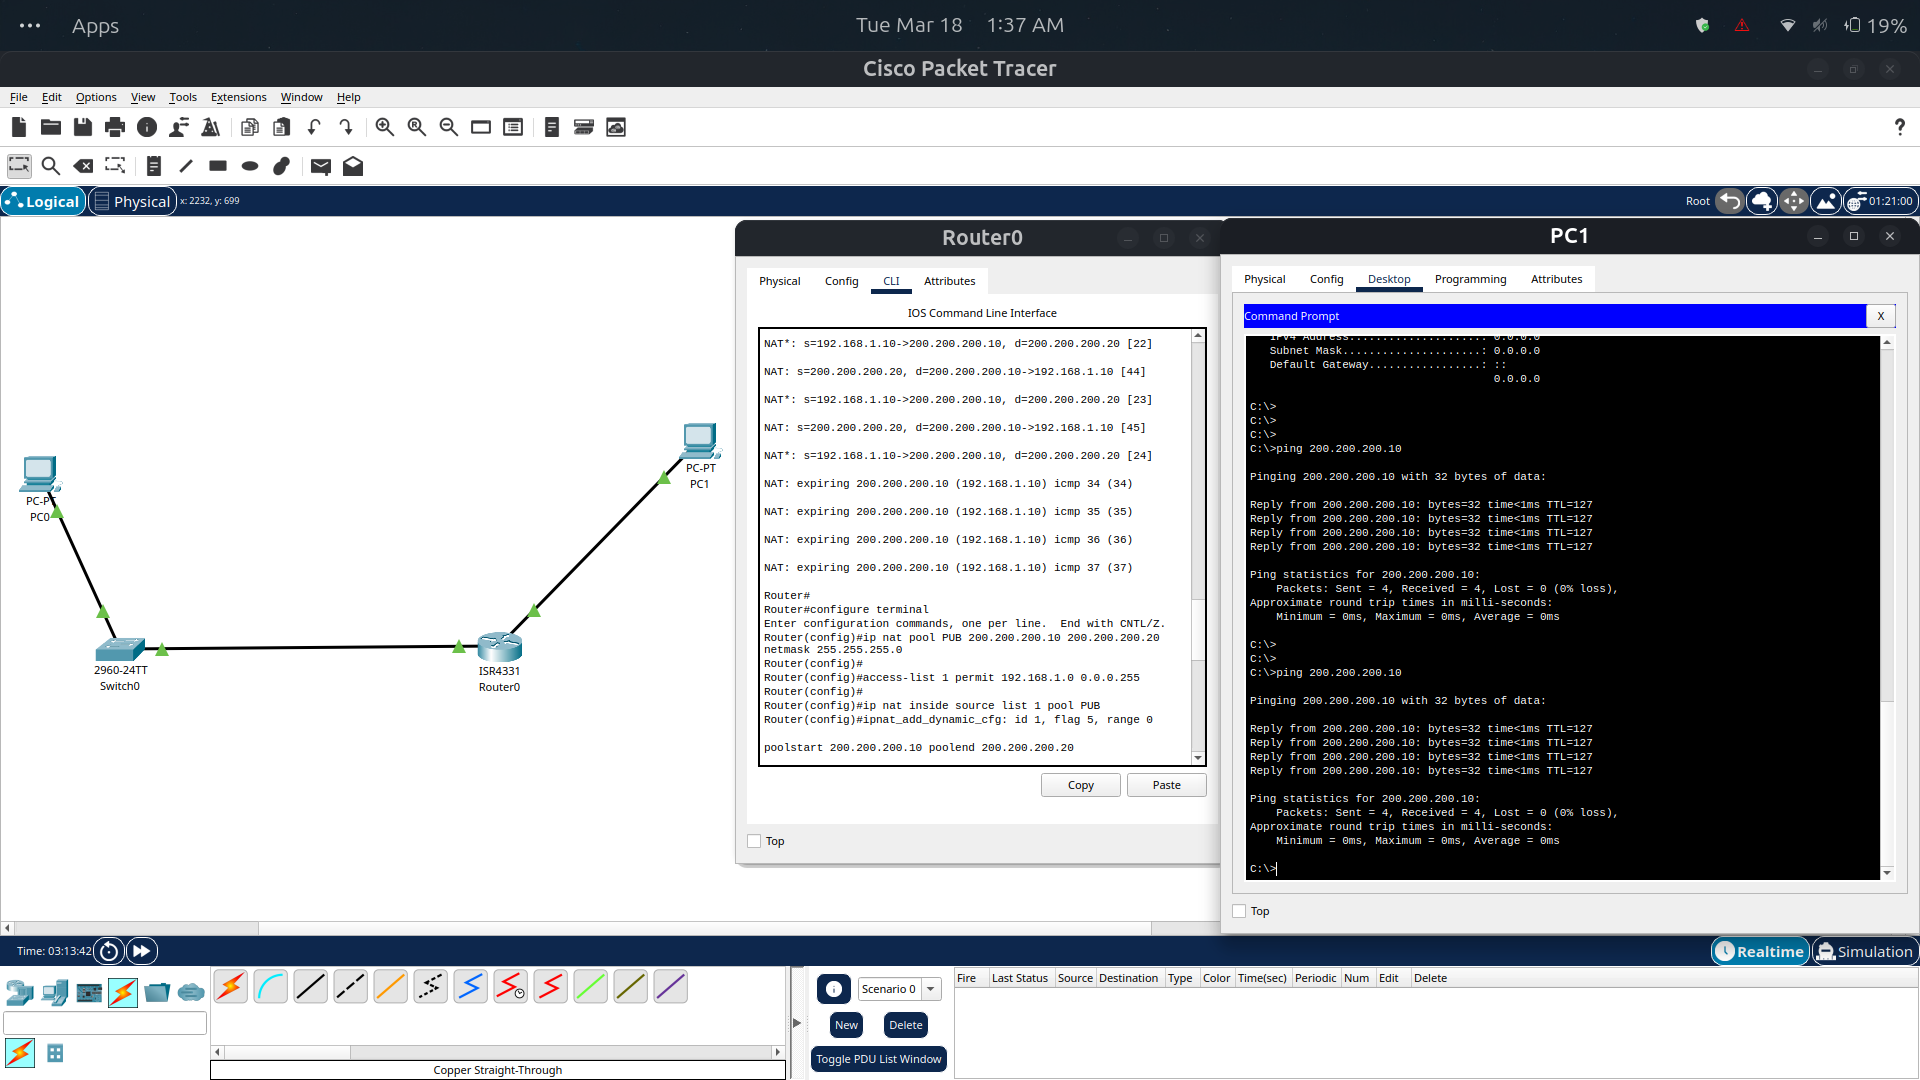 Apps
Tue Mar 18 1:37 AM
19%
Cisco Packet Tracer
File Edit Options View Tools Extensions Window Help
?
Logical Physical x: 2232, y: 699
Root 01:21:00
PC-PT
PC1
PC0
2960-24TT
Switch0
ISR4331
Router0
Router0
Physical Config CLI Attributes
IOS Command Line Interface
NAT*: s=192.168.1.10->200.200.200.10, d=200.200.200.20 [22]
NAT: s=200.200.200.20, d=200.200.200.10->192.168.1.10 [44]
NAT*: s=192.168.1.10->200.200.200.10, d=200.200.200.20 [23]
NAT: s=200.200.200.20, d=200.200.200.10->192.168.1.10 [45]
NAT*: s=192.168.1.10->200.200.200.10, d=200.200.200.20 [24]
NAT: expiring 200.200.200.10 (192.168.1.10) icmp 34 (34)
NAT: expiring 200.200.200.10 (192.168.1.10) icmp 35 (35)
NAT: expiring 200.200.200.10 (192.168.1.10) icmp 36 (36)
NAT: expiring 200.200.200.10 (192.168.1.10) icmp 37 (37)
Router#
Router#configure terminal
Enter configuration commands, one per line. End with CNTL/Z.
Router(config)#ip nat pool PUB 200.200.200.10 200.200.200.20
netmask 255.255.255.0
Router(config)#
Router(config)#access-list 1 permit 192.168.1.0 0.0.0.255
Router(config)#
Router(config)#ip nat inside source list 1 pool PUB
Router(config)#ipnat_add_dynamic_cfg: id 1, flag 5, range 0
poolstart 200.200.200.10 poolend 200.200.200.20
Copy Paste
Top
PC1
Physical Config Desktop Programming Attributes
Command Prompt X
IPv4 Address......................: 0.0.0.0
Subnet Mask.....................: 0.0.0.0
Default Gateway.................: ::
0.0.0.0
C:\>
C:\>
C:\>
C:\>ping 200.200.200.10
Pinging 200.200.200.10 with 32 bytes of data:
Reply from 200.200.200.10: bytes=32 time<1ms TTL=127
Reply from 200.200.200.10: bytes=32 time<1ms TTL=127
Reply from 200.200.200.10: bytes=32 time<1ms TTL=127
Reply from 200.200.200.10: bytes=32 time<1ms TTL=127
Ping statistics for 200.200.200.10:
Packets: Sent = 4, Received = 4, Lost = 0 (0% loss),
Approximate round trip times in milli-seconds:
Minimum = 0ms, Maximum = 0ms, Average = 0ms
C:\>
C:\>
C:\>ping 200.200.200.10
Pinging 200.200.200.10 with 32 bytes of data:
Reply from 200.200.200.10: bytes=32 time<1ms TTL=127
Reply from 200.200.200.10: bytes=32 time<1ms TTL=127
Reply from 200.200.200.10: bytes=32 time<1ms TTL=127
Reply from 200.200.200.10: bytes=32 time<1ms TTL=127
Ping statistics for 200.200.200.10:
Packets: Sent = 4, Received = 4, Lost = 0 (0% loss),
Approximate round trip times in milli-seconds:
Minimum = 0ms, Maximum = 0ms, Average = 0ms
C:\>
Top
Time: 03:13:42
Realtime Simulation
Scenario 0
New Delete
Toggle PDU List Window
Fire Last Status Source Destination Type Color Time(sec) Periodic Num Edit Delete
Copper Straight-Through